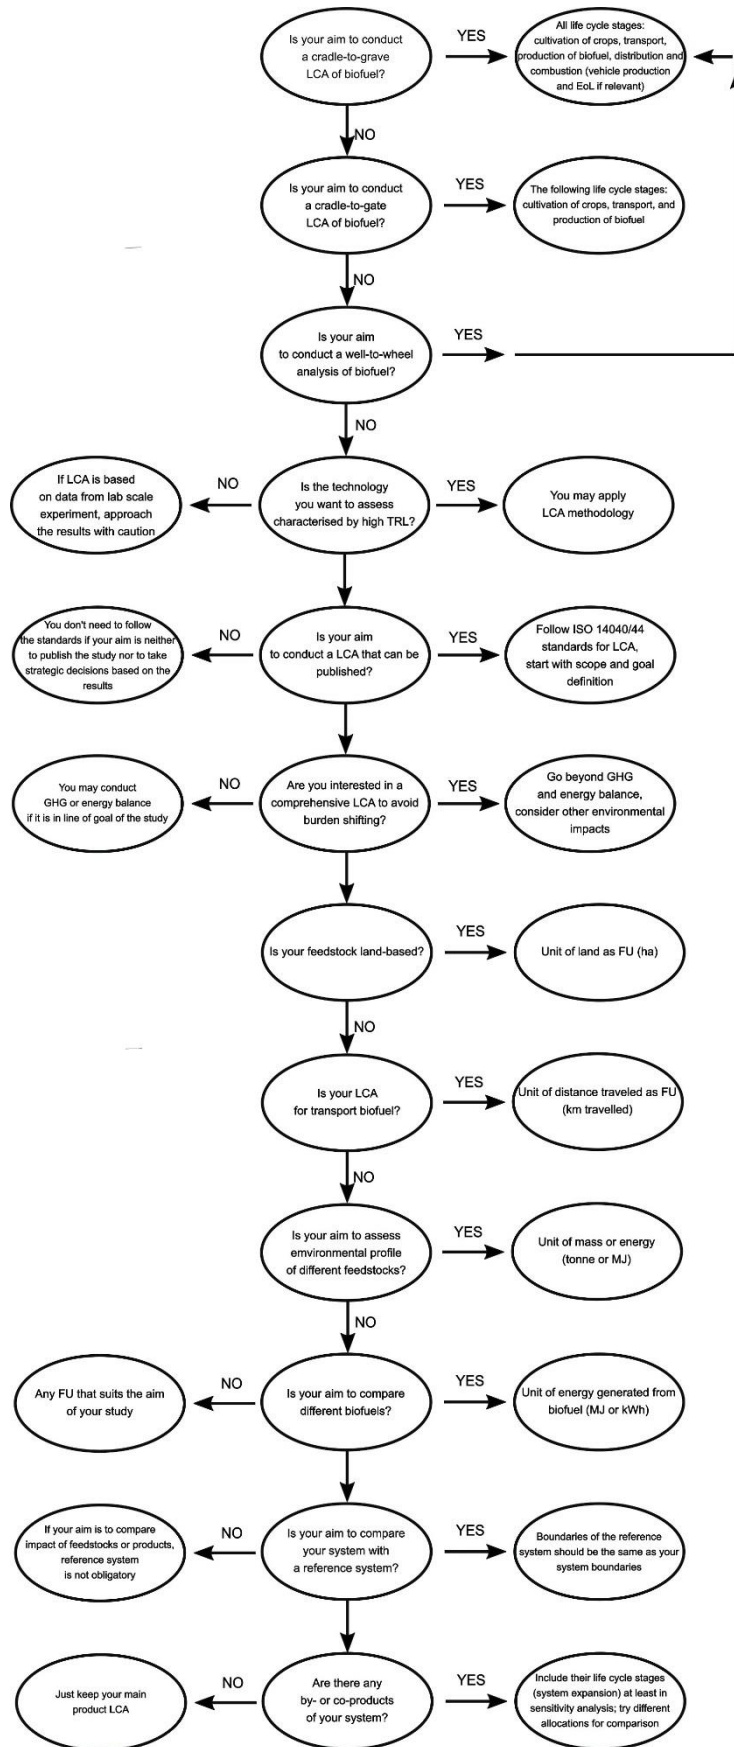 Is your aim to conduct
a cradle-to-grave
LCA of biofuel?
YES
All life cycle stages:
cultivation of crops, transport,
production of biofuel, distribution and
combustion (vehicle production
and EoL if relevant)
NO
Is your aim to conduct
a cradle-to-gate
LCA of biofuel?
YES
The following life cycle stages:
cultivation of crops, transport, and
production of biofuel
NO
Is your aim
to conduct a well-to-wheel
analysis of biofuel?
YES
NO
If LCA is based
on data from lab scale
experiment, approach
the results with caution
NO
Is the technology
you want to assess
characterised by high TRL?
YES
You may apply
LCA methodology
You don't need to follow
the standards if your aim is neither
to publish the study nor to take
strategic decisions based on the
results
NO
Is your aim
to conduct a LCA that can be
published?
YES
Follow ISO 14040/44
standards for LCA,
start with scope and goal
definition
You may conduct
GHG or energy balance
if it is in line of goal of the study
NO
Are you interested in a
comprehensive LCA to avoid
burden shifting?
YES
Go beyond GHG
and energy balance,
consider other environmental
impacts
Is your feedstock land-based?
YES
Unit of land as FU (ha)
NO
Is your LCA
for transport biofuel?
YES
Unit of distance traveled as FU
(km travelled)
NO
Is your aim to assess
emvironmental profile
of different feedstocks?
YES
Unit of mass or energy
(tonne or MJ)
NO
Any FU that suits the aim
of your study
NO
Is your aim to compare
different biofuels?
YES
Unit of energy generated from
biofuel (MJ or kWh)
If your aim is to compare
impact of feedstocks or products,
reference system
is not obligatory
NO
Is your aim to compare
your system with
a reference system?
YES
Boundaries of the reference
system should be the same as your
system boundaries
Just keep your main
product LCA
NO
Are there any
by- or co-products
of your system?
YES
Include their life cycle stages
(system expansion) at least in
sensitivity analysis; try different
allocations for comparison